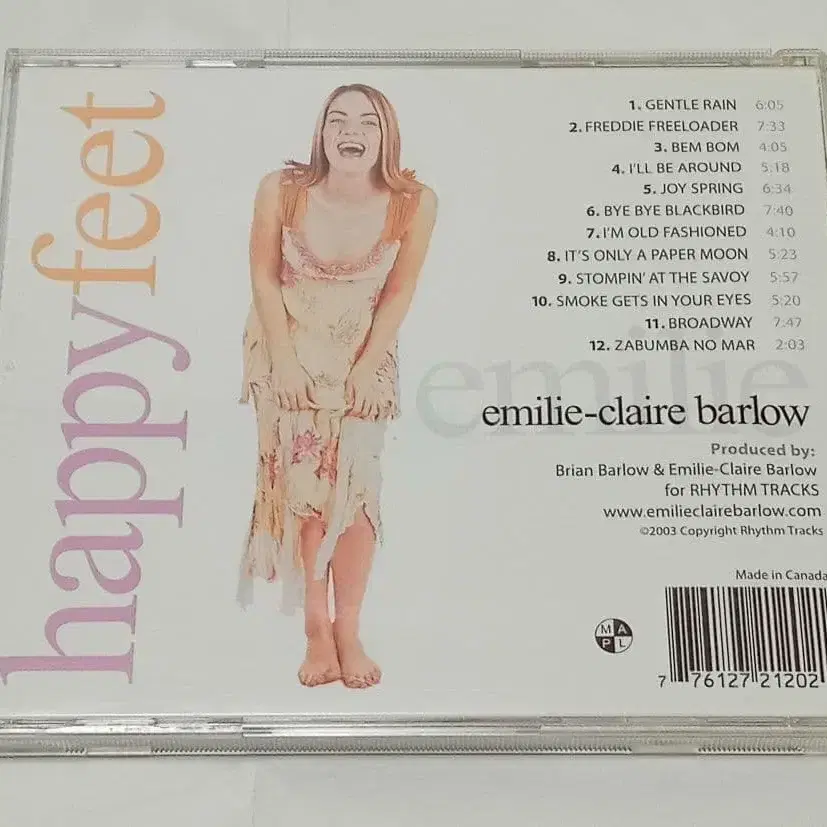 happyfeet
1. GENTLE RAIN 6:05
2. FREDDIE FREELOADER 7:33
3. BEM BOM 4:05
4. I'LL BE AROUND 5:18
5. JOY SPRING 6:34
6. BYE BYE BLACKBIRD 7:40
7. I'M OLD FASHIONED 4:10
8. IT'S ONLY A PAPER MOON 5:23
9. STOMPIN' AT THE SAVOY 5:57
10. SMOKE GETS IN YOUR EYES 5:20
11. BROADWAY 7:47
12. ZABUMBA NO MAR 2:03
emilie
emilie-claire barlow
Produced by:
Brian Barlow & Emilie-Claire Barlow
for RHYTHM TRACKS
www.emilieclairebarlow.com
©2003 Copyright Rhythm Tracks
Made in Canada
M A
P L
7 76127 21202